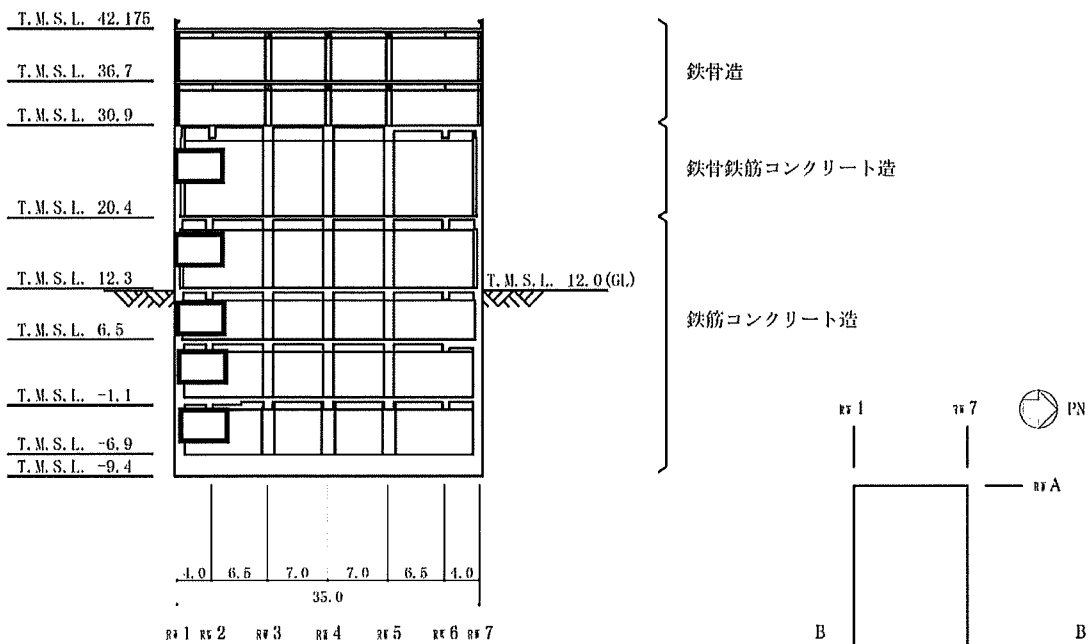 T.M.S.L. 42.175
T.M.S.L. 36.7
T.M.S.L. 30.9
T.M.S.L. 20.4
T.M.S.L. 12.3
T.M.S.L. 6.5
T.M.S.L. -1.1
T.M.S.L. -6.9
T.M.S.L. -9.4
鉄骨造
鉄骨鉄筋コンクリート造
T.M.S.L. 12.0(GL)
鉄筋コンクリート造
4.0 6.5 7.0 7.0 6.5 4.0
35.0
RW1 RW2 RW3 RW4 RW5 RW6 RW7
RW1 RW7 PN
RWA
B B